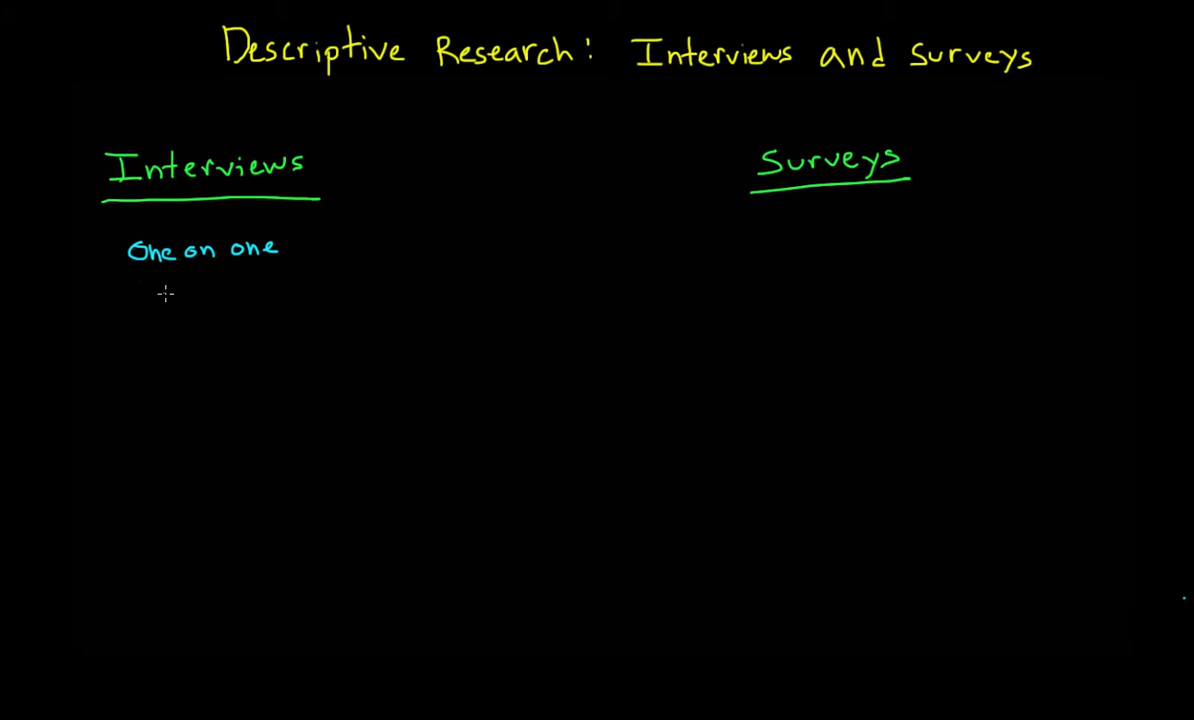 Descriptive Research: Interviews and Surveys
Interviews
Surveys
One on one